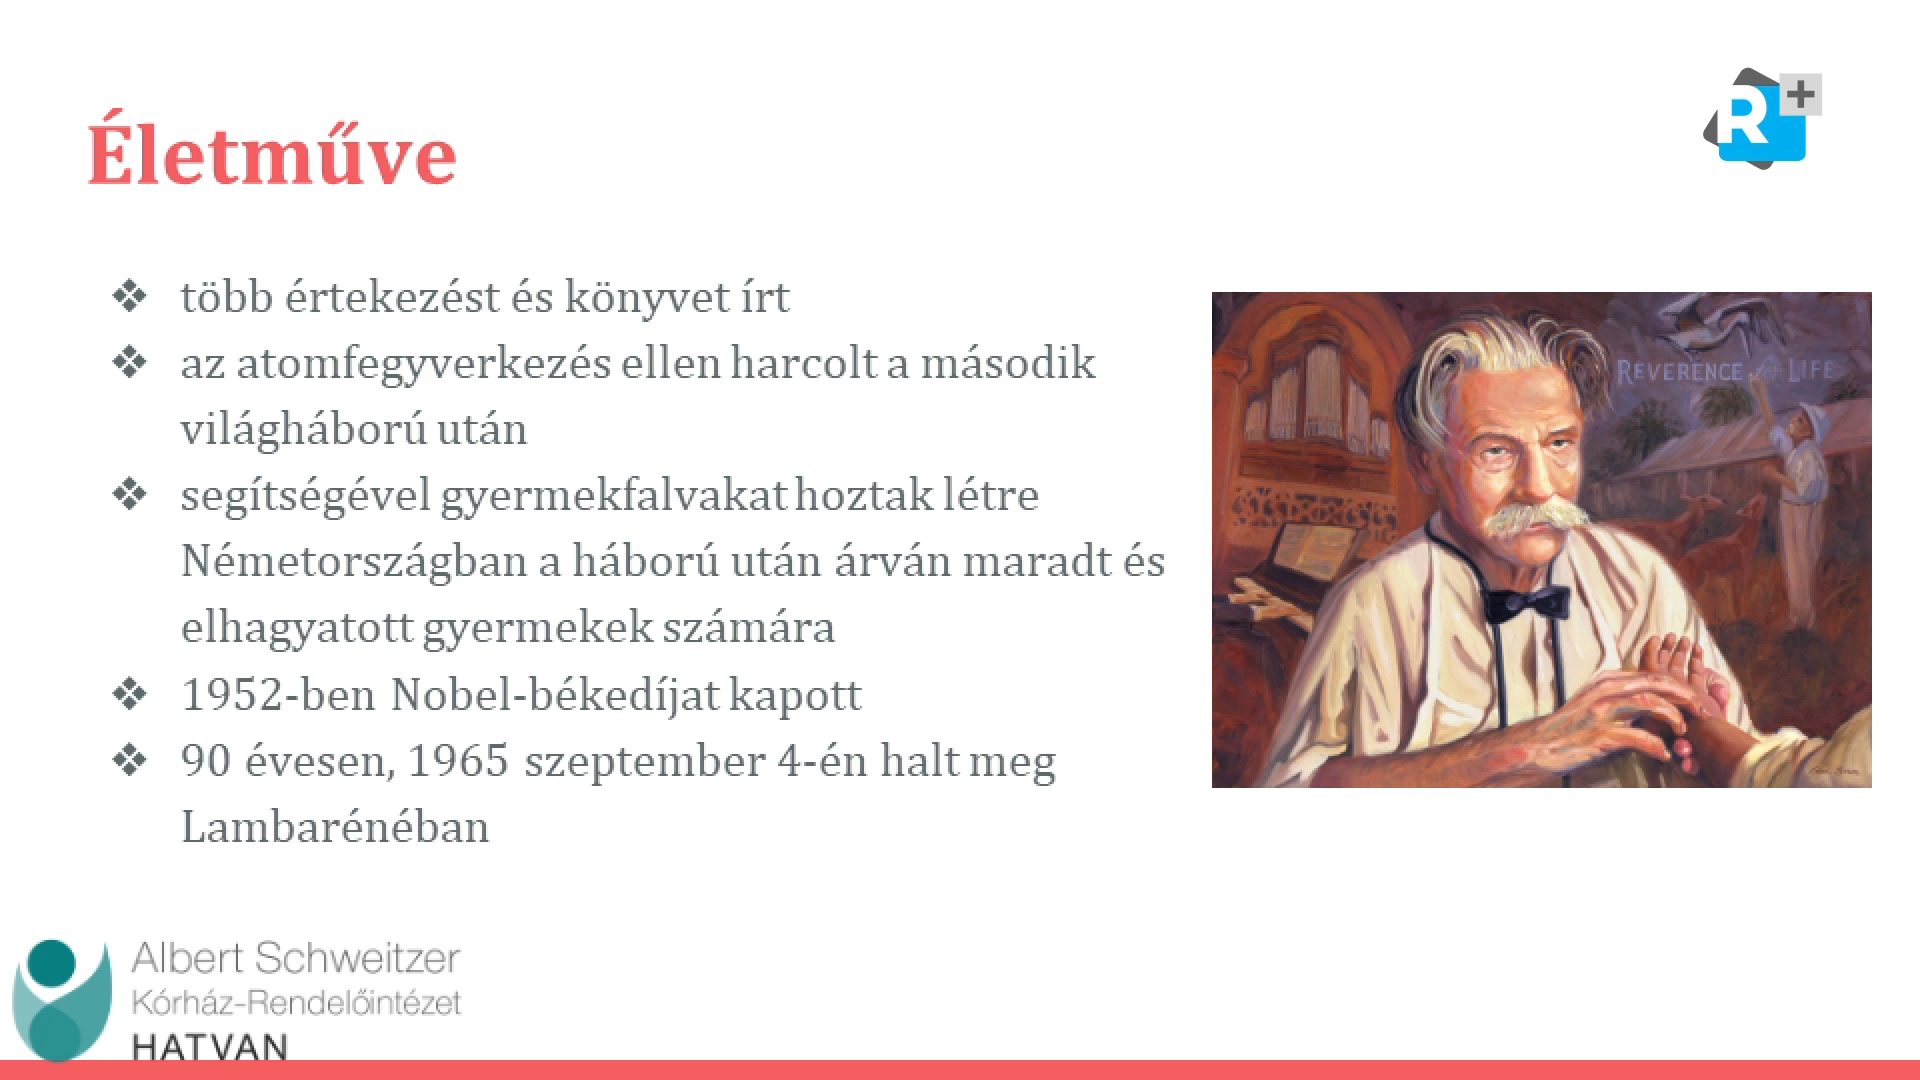 Életműve
R+
❖ több értekezést és könyvet írt
❖ az atomfegyverkezés ellen harcolt a második
világháború után
❖ segítségével gyermekfalvakat hoztak létre
Németországban a háború után árván maradt és
elhagyatott gyermekek számára
❖ 1952-ben Nobel-békedíjat kapott
❖ 90 évesen, 1965 szeptember 4-én halt meg
Lambarénéban
REVERENCE for LIFE
Albert Schweitzer
Kórház-Rendelőintézet
HATVAN